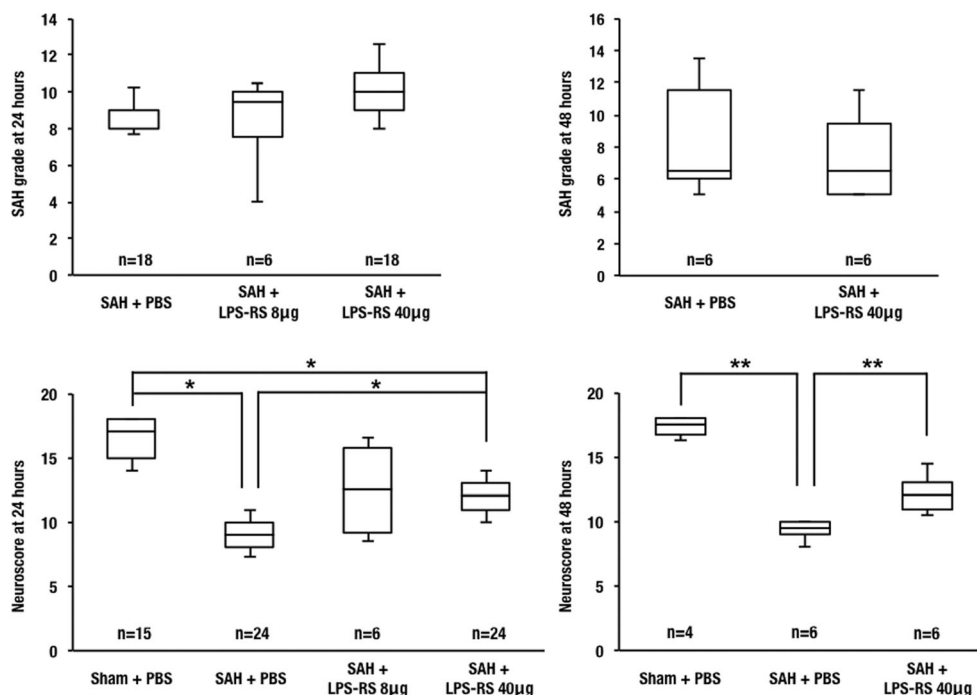 SAH grade at 24 hours
14
12
10
8
6
4
2
0
n=18
n=6
n=18
SAH + PBS
SAH +
LPS-RS 8µg
SAH +
LPS-RS 40µg
SAH grade at 48 hours
16
14
12
10
8
6
4
2
0
n=6
n=6
SAH + PBS
SAH +
LPS-RS 40µg
Neuroscore at 24 hours
20
15
10
5
0
*
*
*
n=15
n=24
n=6
n=24
Sham + PBS
SAH + PBS
SAH +
LPS-RS 8µg
SAH +
LPS-RS 40µg
Neuroscore at 48 hours
20
15
10
5
0
**
**
n=4
n=6
n=6
Sham + PBS
SAH + PBS
SAH +
LPS-RS 40µg